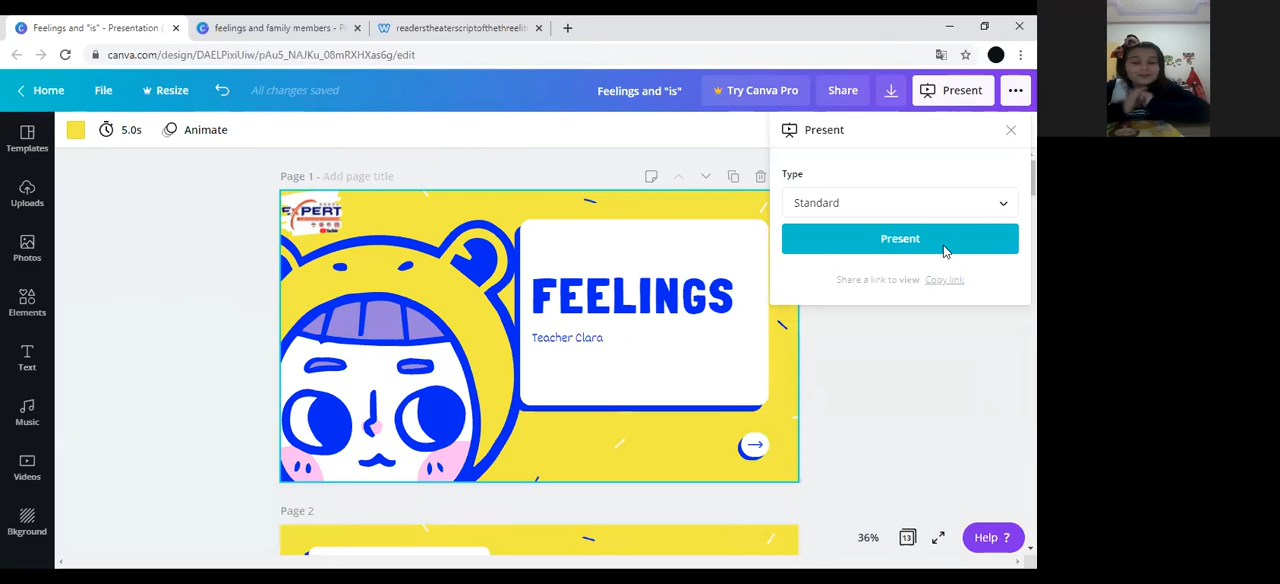 Feelings and "is" - Presentation (
feelings and family members - P
readerstheaterscriptofthethreelit
canva.com/design/DAELPixiUiw/pAu5_NAJKu_08mRXHXas6g/edit
Home
File
Resize
All changes saved
Feelings and "is"
Try Canva Pro
Share
Present
5.0s
Animate
Present
Templates
Uploads
Photos
Elements
Text
Music
Videos
Bkground
Page 1 - Add page title
Type
Standard
Present
Share a link to view Copy link
EXPERT
FEELINGS
Teacher Clara
Page 2
36%
13
Help ?